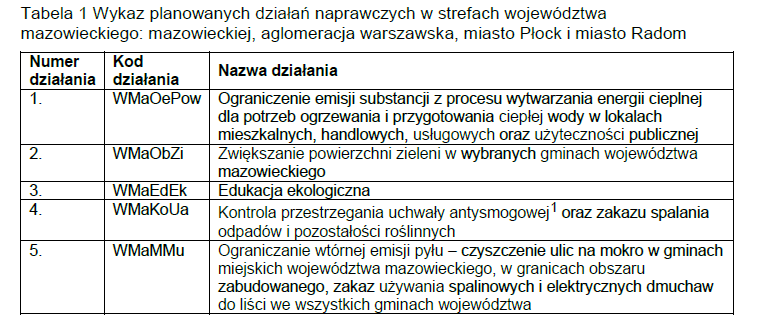 Tabela 1 Wykaz planowanych działań naprawczych w strefach województwa
mazowieckiego: mazowieckiej, aglomeracja warszawska, miasto Płock i miasto Radom
Numer działania Kod działania Nazwa działania
1. WMaOePow Ograniczenie emisji substancji z procesu wytwarzania energii cieplnej
dla potrzeb ogrzewania i przygotowania ciepłej wody w lokalach
mieszkalnych, handlowych, usługowych oraz użyteczności publicznej
2. WMaObZi Zwiększanie powierzchni zieleni w wybranych gminach województwa
mazowieckiego
3. WMaEdEk Edukacja ekologiczna
4. WMaKoUa Kontrola przestrzegania uchwały antysmogowej1 oraz zakazu spalania
odpadów i pozostałości roślinnych
5. WMaMMu Ograniczanie wtórnej emisji pyłu – czyszczenie ulic na mokro w gminach
miejskich województwa mazowieckiego, w granicach obszaru
zabudowanego, zakaz używania spalinowych i elektrycznych dmuchaw
do liści we wszystkich gminach województwa